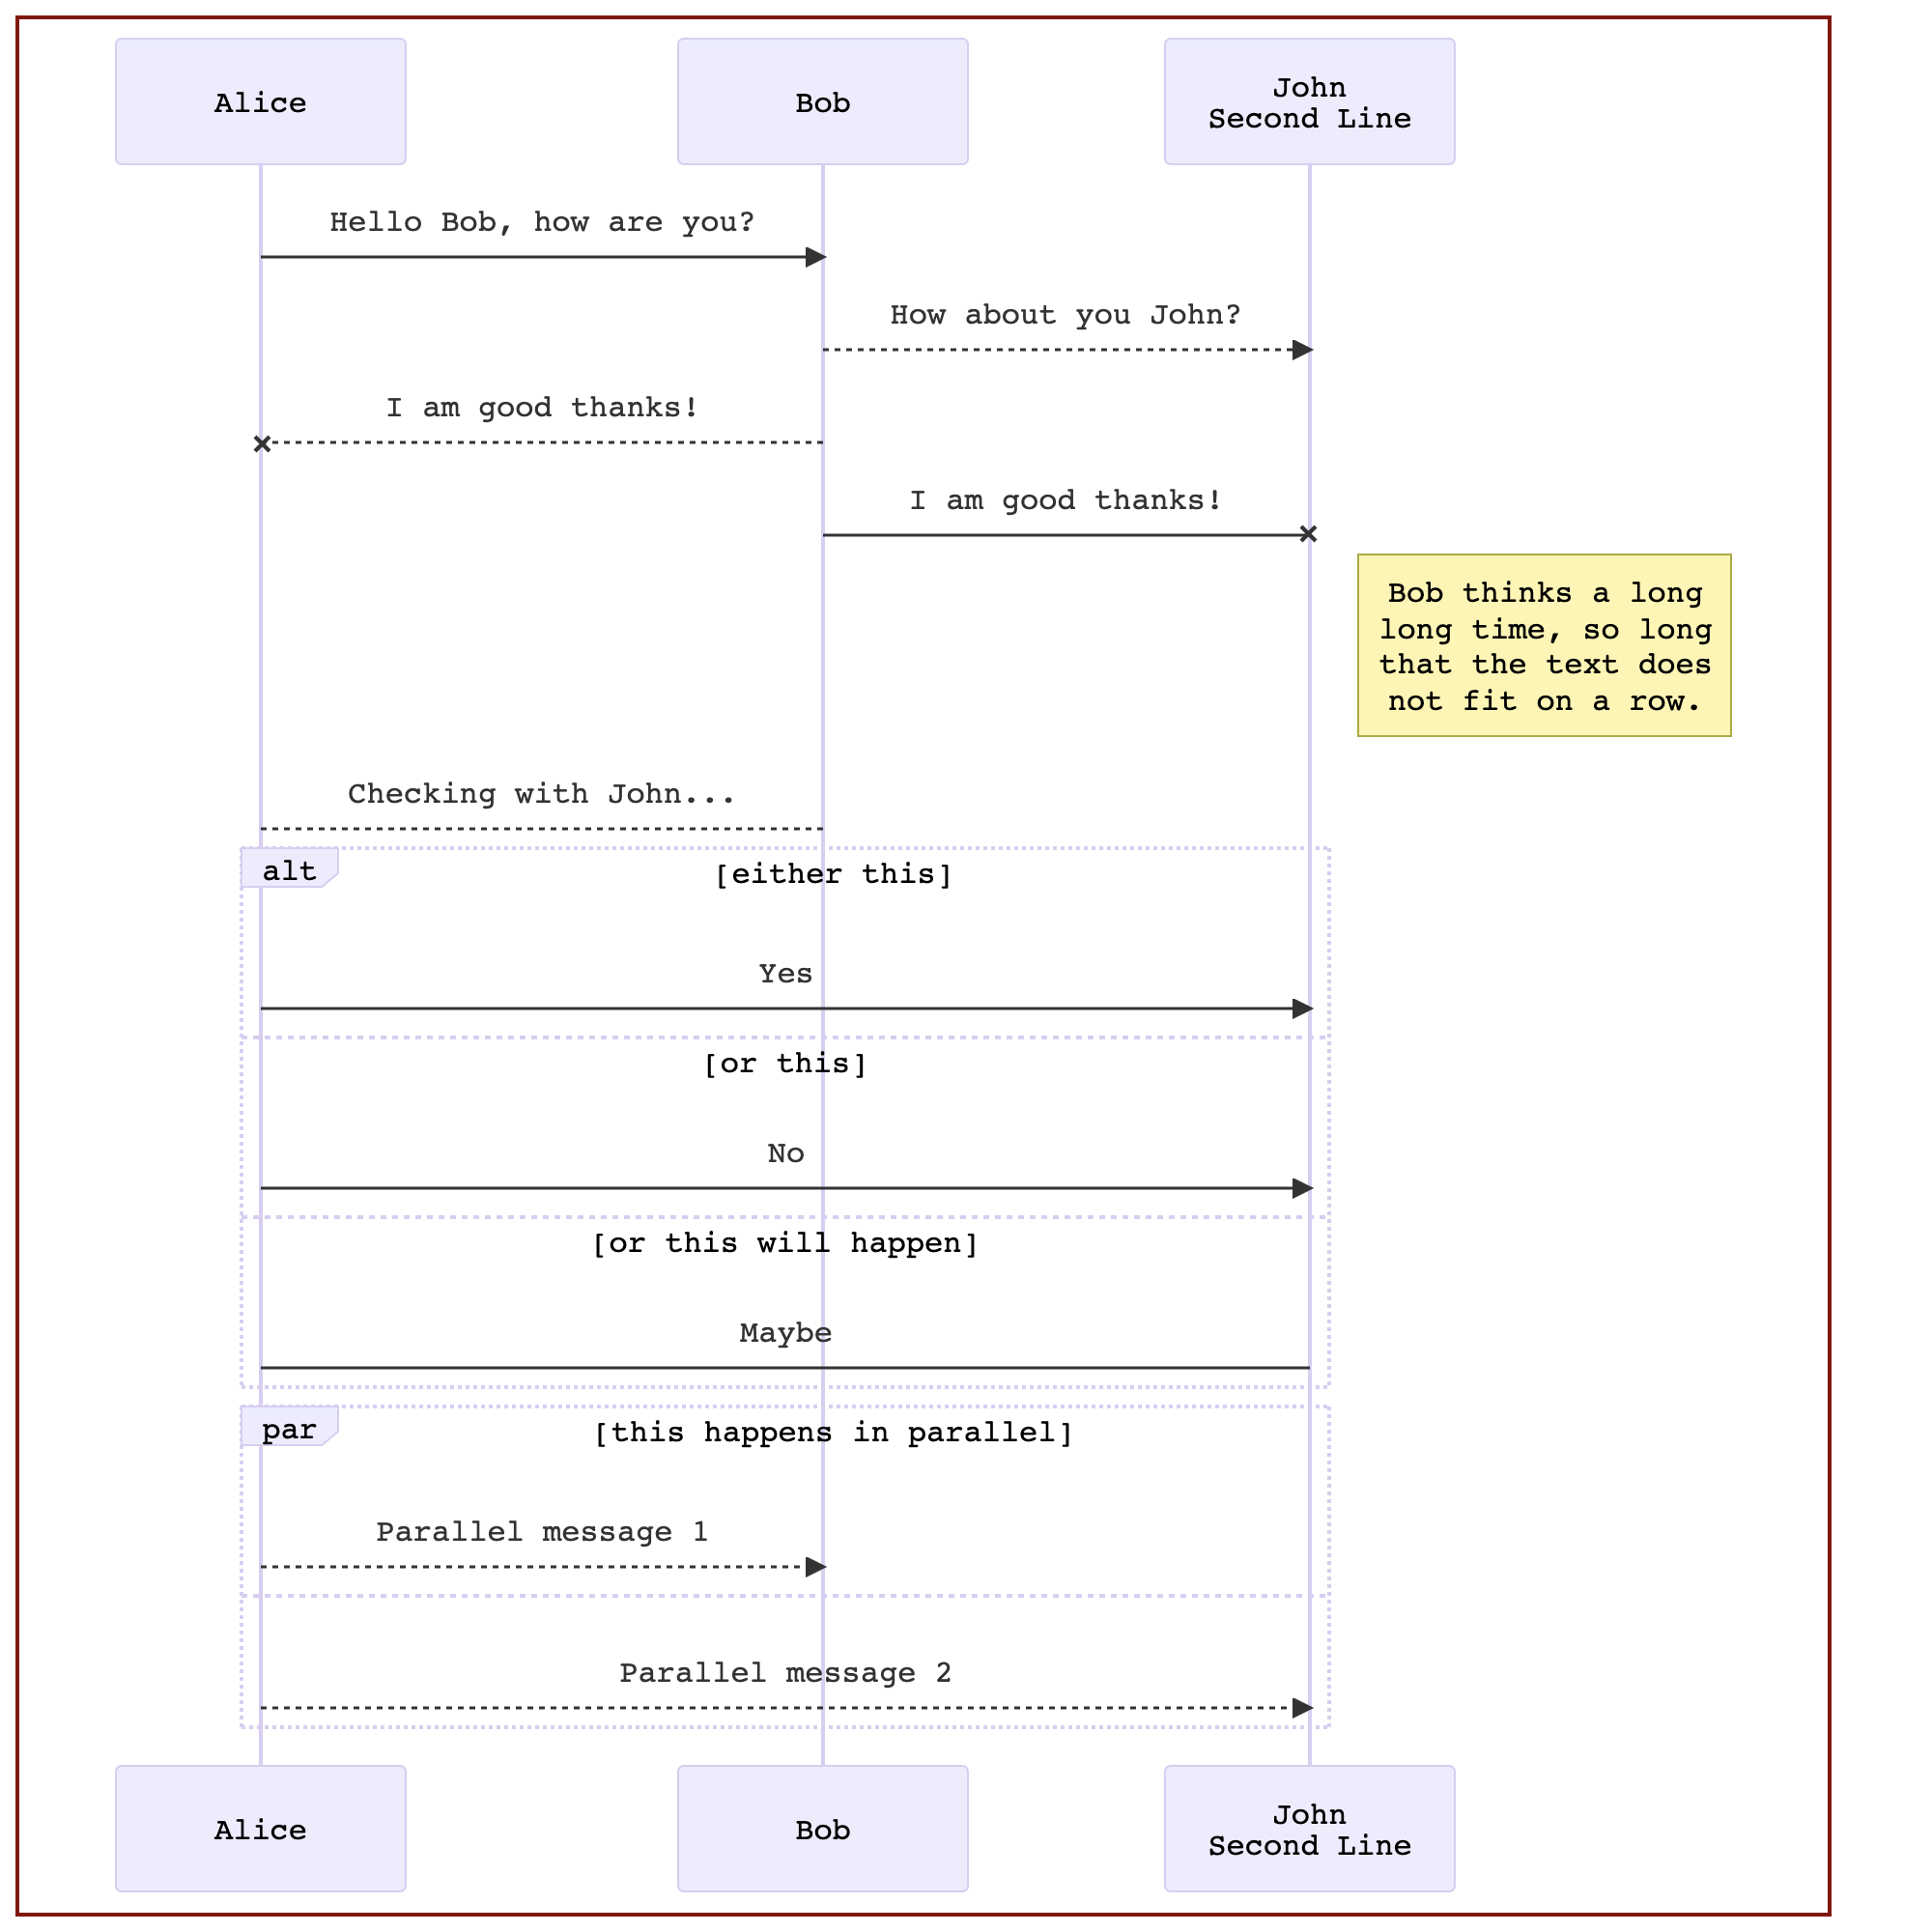 Alice
Bob
John
Second Line
Hello Bob, how are you?
How about you John?
I am good thanks!
I am good thanks!
Bob thinks a long
long time, so long
that the text does
not fit on a row.
Checking with John...
alt
[either this]
Yes
[or this]
No
[or this will happen]
Maybe
par
[this happens in parallel]
Parallel message 1
Parallel message 2
Alice
Bob
John
Second Line